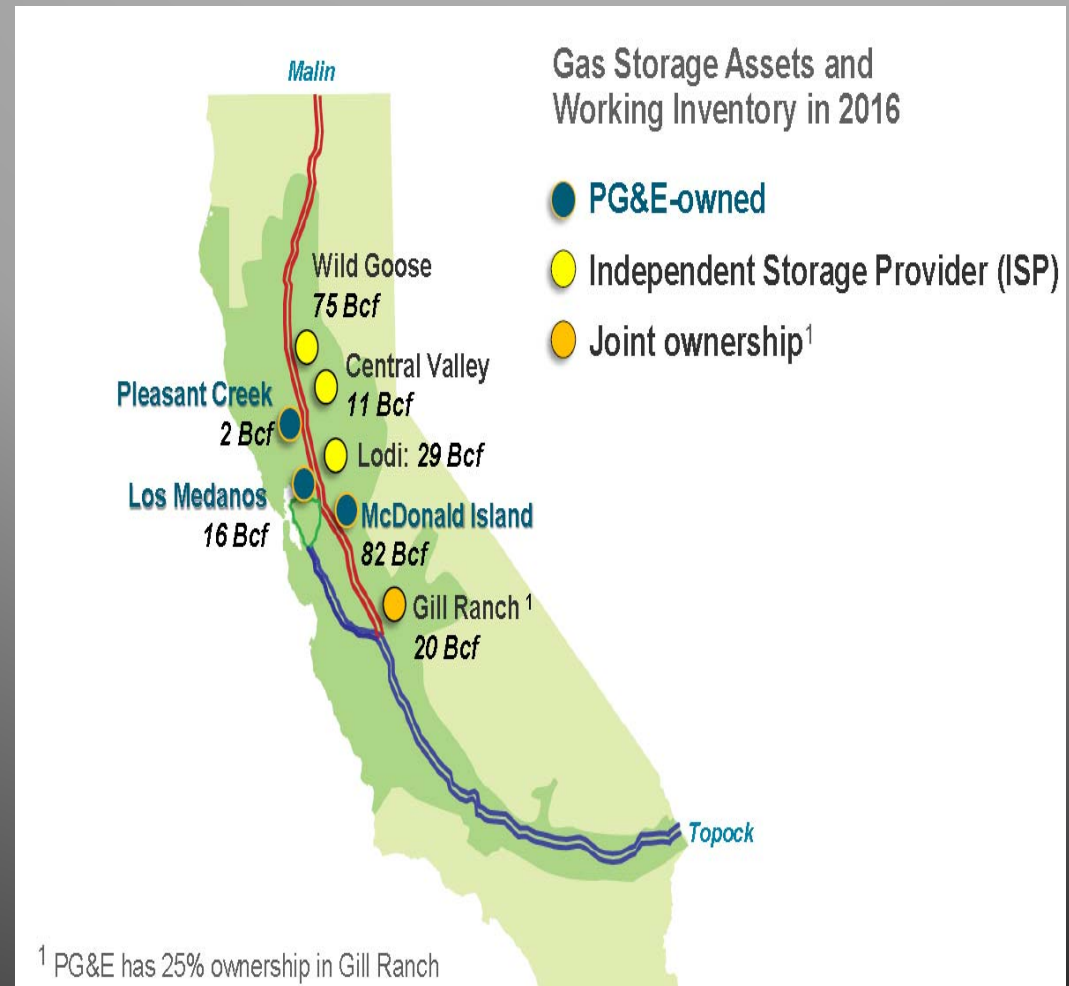 Malin
Gas Storage Assets and
Working Inventory in 2016
PG&E-owned
Independent Storage Provider (ISP)
Joint ownership¹
Wild Goose
75 Bcf
Central Valley
11 Bcf
Pleasant Creek
2 Bcf
Lodi: 29 Bcf
Los Medanos
16 Bcf
McDonald Island
82 Bcf
Gill Ranch ¹
20 Bcf
Topock
¹ PG&E has 25% ownership in Gill Ranch